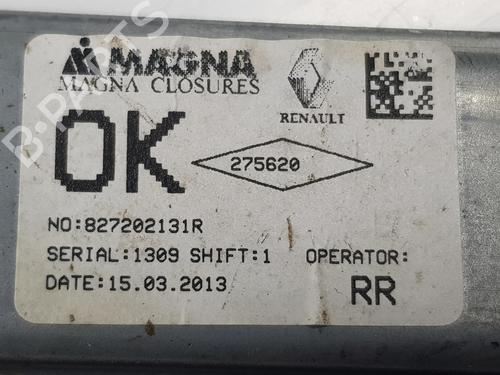 MAGNA
MAGNA CLOSURES
RENAULT
OK
275620
NO:827202131R
SERIAL:1309 SHIFT:1 OPERATOR:
DATE:15.03.2013 RR
B-PARTS